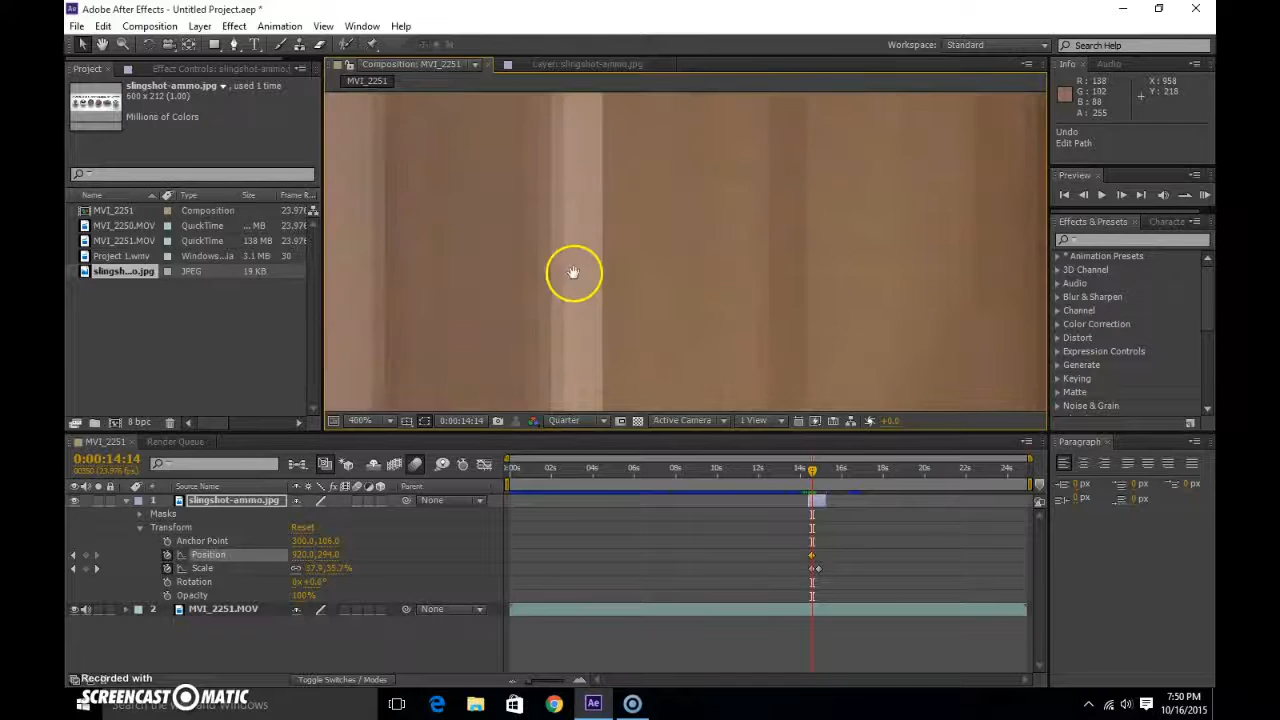 Adobe After Effects - Untitled Project.aep *
File Edit Composition Layer Effect Animation View Window Help
Workspace: Standard Search Help
Project Effect Controls: slingshot-ammo. Composition: MVI_2251 Layer: slingshot-ammo.jpg Info Audio
slingshot-ammo.jpg , used 1 time
600 x 212 (1.00)
Millions of Colors
MVI_2251
R : 138
G : 102
B : 88
A : 255
X : 958
Y : 218
Undo
Edit Path
Preview
Name Type Size Frame R...
MVI_2251 Composition 23.976
MVI_2250.MOV QuickTime ... MB 23.976
MVI_2251.MOV QuickTime 138 MB 23.976
Project 1.wmv Windows...ia 3.1 MB 30
slingsh...o.jpg JPEG 19 KB
Effects & Presets Characte
* Animation Presets
3D Channel
Audio
Blur & Sharpen
Channel
Color Correction
Distort
Expression Controls
Generate
Keying
Matte
Noise & Grain
8 bpc
400% 0:00:14:14 Quarter Active Camera 1 View +0.0
MVI_2251 Render Queue
Paragraph
0:00:14:14
00350 (23.976 fps)
:00s 02s 04s 06s 08s 10s 12s 14s 16s 18s 20s 22s 24s
# Source Name Parent
1 slingshot-ammo.jpg None
Masks
Transform Reset
Anchor Point 300.0,106.0
Position 920.0,294.0
Scale 37.9,35.7%
Rotation 0x+0.0°
Opacity 100%
2 MVI_2251.MOV None
0 px 0 px 0 px
0 px 0 px
Toggle Switches / Modes
Recorded with
SCREENCAST MATIC
Search the web and Windows
7:50 PM
10/16/2015